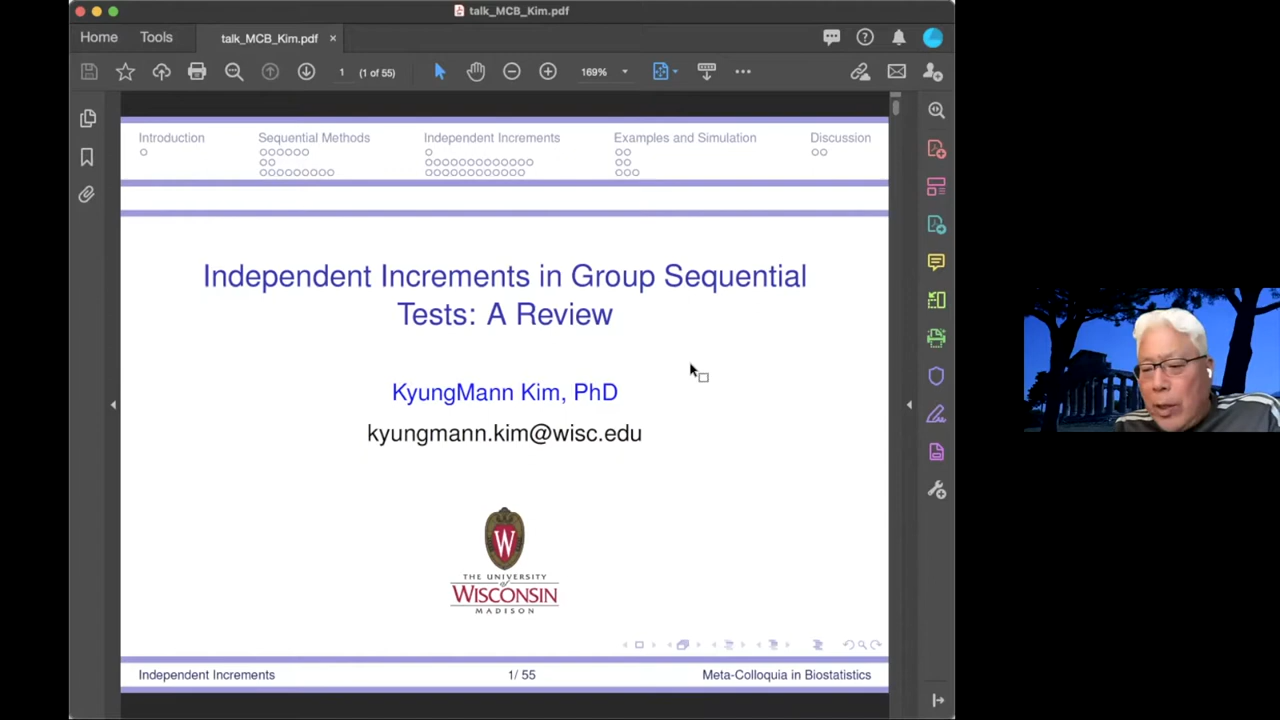 talk_MCB_Kim.pdf
Home
Tools
talk_MCB_Kim.pdf ×
1
(1 of 55)
169%
Introduction
Sequential Methods
Independent Increments
Examples and Simulation
Discussion
Independent Increments in Group Sequential
Tests: A Review
KyungMann Kim, PhD
kyungmann.kim@wisc.edu
W
THE UNIVERSITY
of
WISCONSIN
MADISON
Independent Increments
1/ 55
Meta-Colloquia in Biostatistics